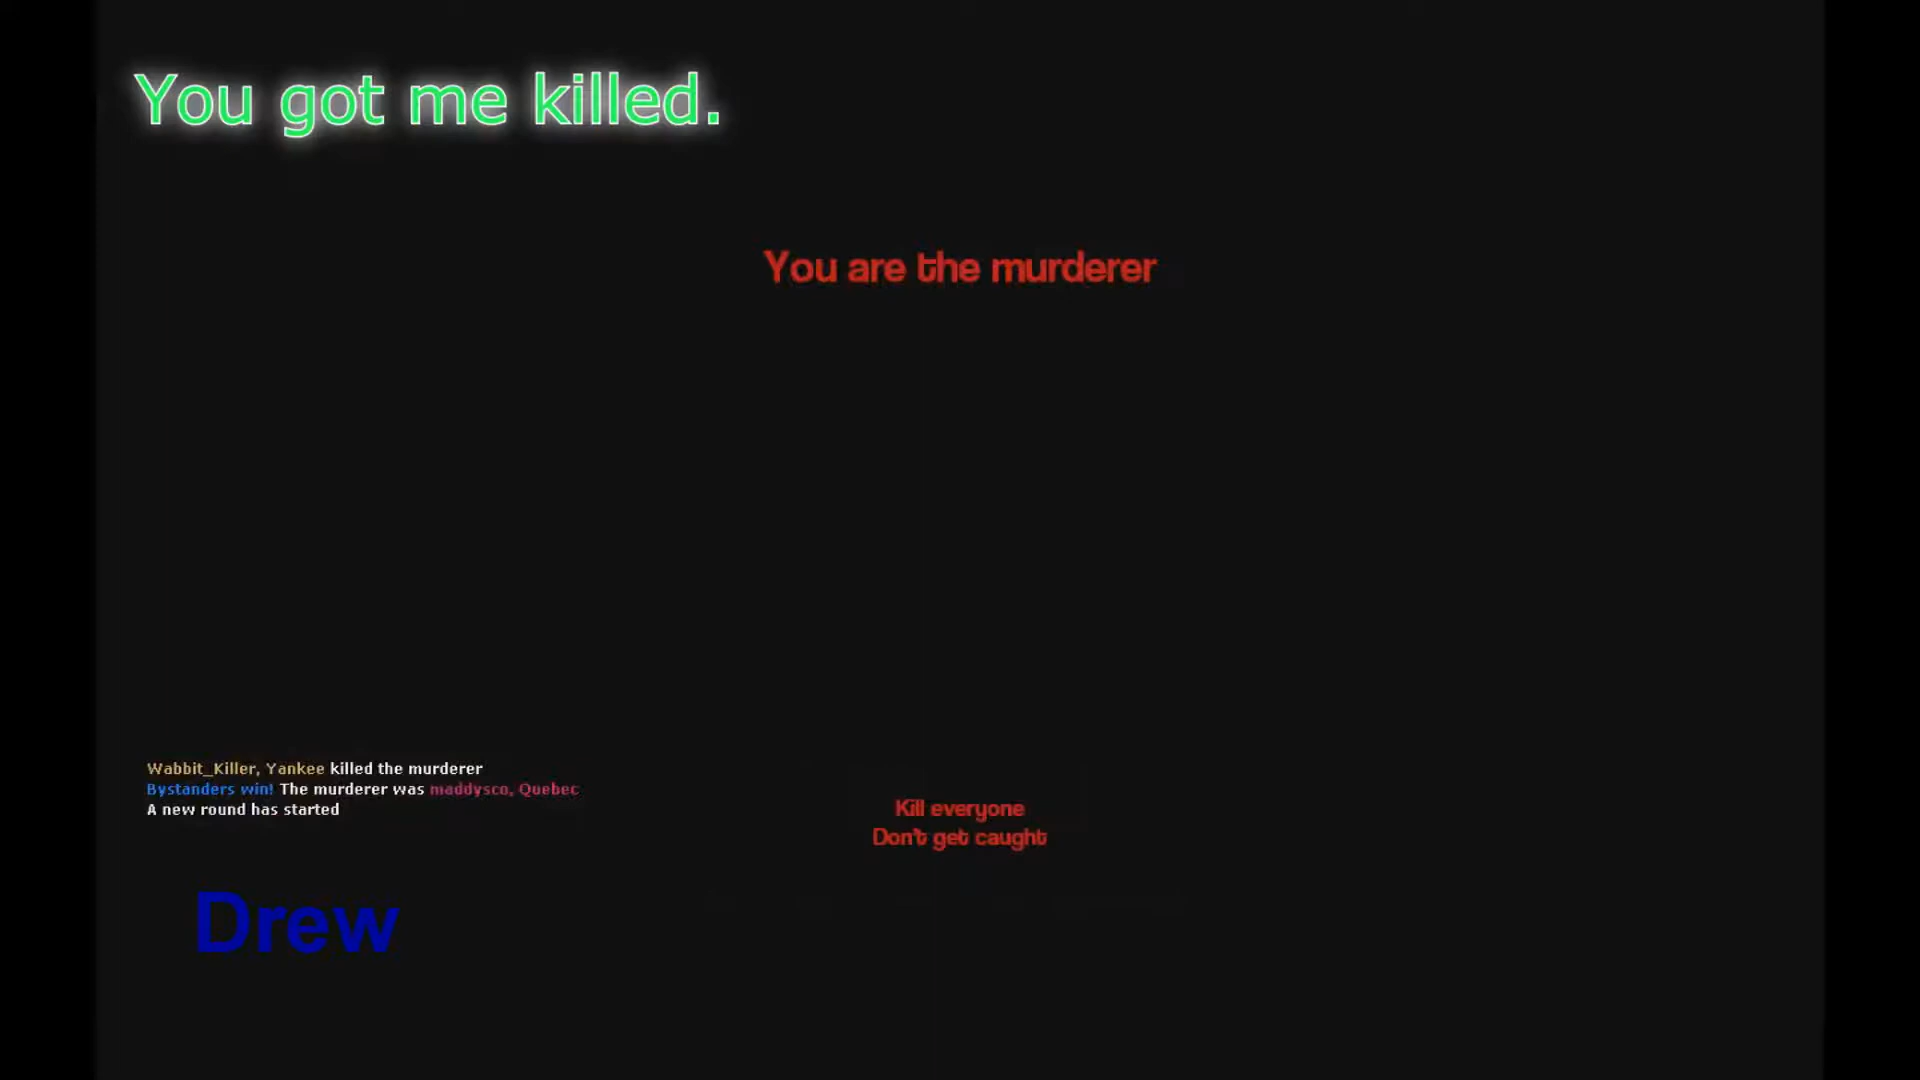 You got me killed.
You are the murderer
Wabbit_Killer, Yankee killed the murderer
Bystanders win! The murderer was maddysco, Quebec
A new round has started
Kill everyone
Don't get caught
Drew